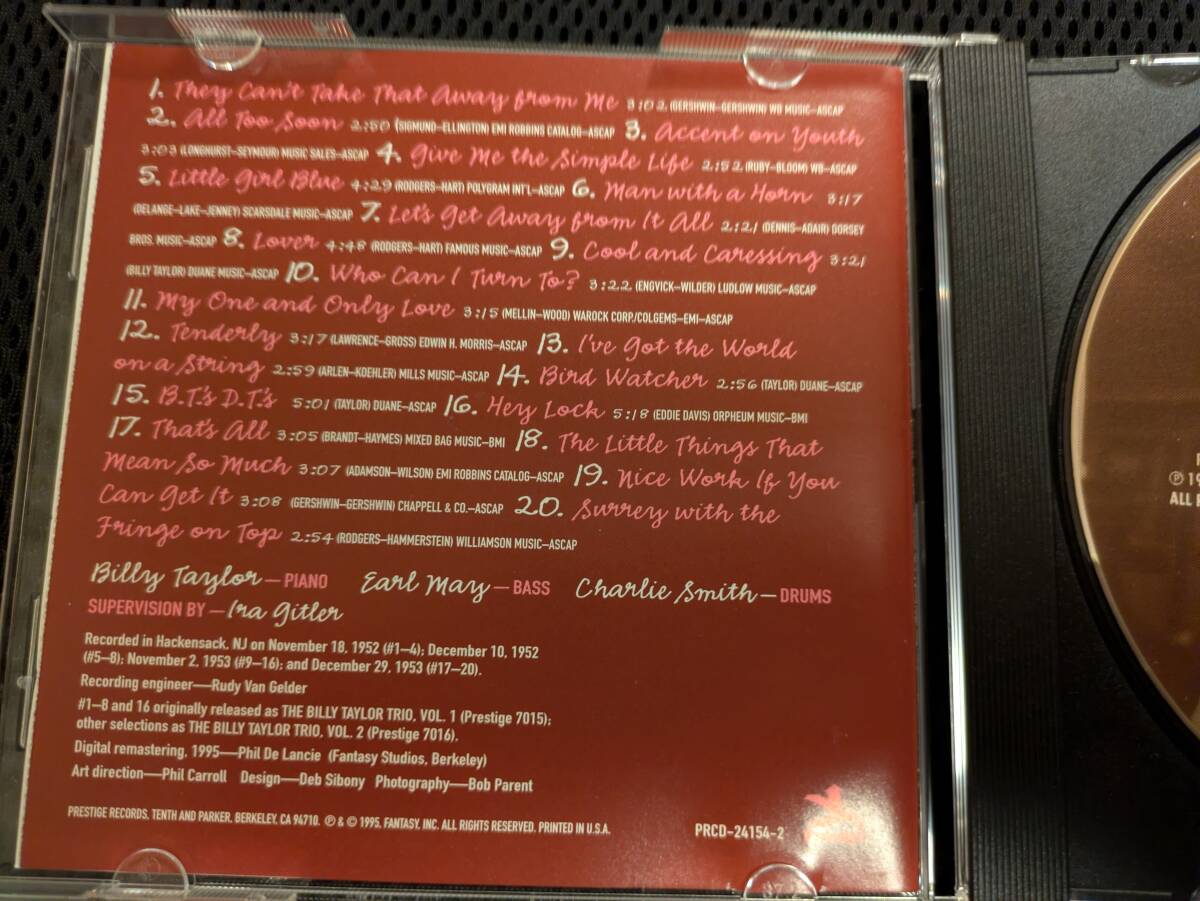 1. They Can't Take That Away from Me 3:02 (GERSHWIN–GERSHWIN) WB MUSIC–ASCAP
2. All Too Soon 2:50 (SIGMUND–ELLINGTON) EMI ROBBINS CATALOG–ASCAP 3. Accent on Youth
3:03 (LONGHURST–SEYMOUR) MUSIC SALES–ASCAP 4. Give Me the Simple Life 2:52 (RUBY–BLOOM) WB–ASCAP
5. Little Girl Blue 4:29 (RODGERS–HART) POLYGRAM INT'L–ASCAP 6. Man with a Horn 3:17
(DELANGE–LAKE–JENNEY) SCARSDALE MUSIC–ASCAP 7. Let's Get Away from It All 2:21 (DENNIS–ADAIR) DORSEY
BROS. MUSIC–ASCAP 8. Lover 4:48 (RODGERS–HART) FAMOUS MUSIC–ASCAP 9. Cool and Caressing 3:21
(BILLY TAYLOR) DUANE MUSIC–ASCAP 10. Who Can I Turn To? 3:22 (ENGVICK–WILDER) LUDLOW MUSIC–ASCAP
11. My One and Only Love 3:15 (MELLIN–WOOD) WAROCK CORP/COLGEMS–EMI–ASCAP
12. Tenderly 3:17 (LAWRENCE–GROSS) EDWIN H. MORRIS–ASCAP 13. I've Got the World
on a String 2:59 (ARLEN–KOEHLER) MILLS MUSIC–ASCAP 14. Bird Watcher 2:56 (TAYLOR) DUANE–ASCAP
15. B.T.'s D.T.'s 5:01 (TAYLOR) DUANE–ASCAP 16. Hey Lock 5:18 (EDDIE DAVIS) ORPHEUM MUSIC–BMI
17. That's All 3:05 (BRANDT–HAYMES) MIXED BAG MUSIC–BMI 18. The Little Things That
Mean So Much 3:07 (ADAMSON–WILSON) EMI ROBBINS CATALOG–ASCAP 19. Nice Work If You
Can Get It 3:08 (GERSHWIN–GERSHWIN) CHAPPELL & CO.–ASCAP 20. Surrey with the
Fringe on Top 2:54 (RODGERS–HAMMERSTEIN) WILLIAMSON MUSIC–ASCAP
Billy Taylor — PIANO Earl May — BASS Charlie Smith — DRUMS
SUPERVISION BY — Ira Gitler
Recorded in Hackensack, NJ on November 18, 1952 (#1–4); December 10, 1952
(#5–8); November 2, 1953 (#9–16); and December 29, 1953 (#17–20).
Recording engineer—Rudy Van Gelder
#1–8 and 16 originally released as THE BILLY TAYLOR TRIO, VOL. 1 (Prestige 7015);
other selections as THE BILLY TAYLOR TRIO, VOL. 2 (Prestige 7016).
Digital remastering, 1995—Phil De Lancie (Fantasy Studios, Berkeley)
Art direction—Phil Carroll Design—Deb Sibony Photography—Bob Parent
PRESTIGE RECORDS, TENTH AND PARKER, BERKELEY, CA 94710. ℗ & © 1995, FANTASY, INC. ALL RIGHTS RESERVED. PRINTED IN U.S.A.
PRCD-24154-2
℗ 19
ALL